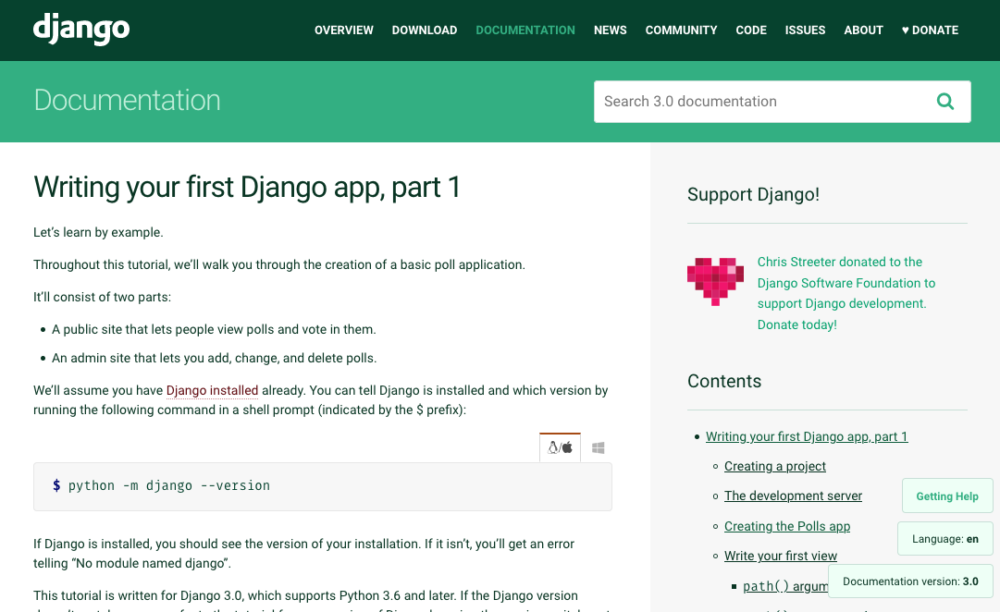 django
OVERVIEW DOWNLOAD DOCUMENTATION NEWS COMMUNITY CODE ISSUES ABOUT ♥ DONATE
Documentation
Search 3.0 documentation
Writing your first Django app, part 1
Let’s learn by example.
Throughout this tutorial, we’ll walk you through the creation of a basic poll application.
It’ll consist of two parts:
• A public site that lets people view polls and vote in them.
• An admin site that lets you add, change, and delete polls.
We’ll assume you have Django installed already. You can tell Django is installed and which version by
running the following command in a shell prompt (indicated by the $ prefix):
/
$ python -m django --version
If Django is installed, you should see the version of your installation. If it isn’t, you’ll get an error
telling “No module named django”.
This tutorial is written for Django 3.0, which supports Python 3.6 and later. If the Django version
Support Django!
Chris Streeter donated to the
Django Software Foundation to
support Django development.
Donate today!
Contents
• Writing your first Django app, part 1
◦ Creating a project
◦ The development server
◦ Creating the Polls app
◦ Write your first view
▪ path() argum
Getting Help
Language: en
Documentation version: 3.0